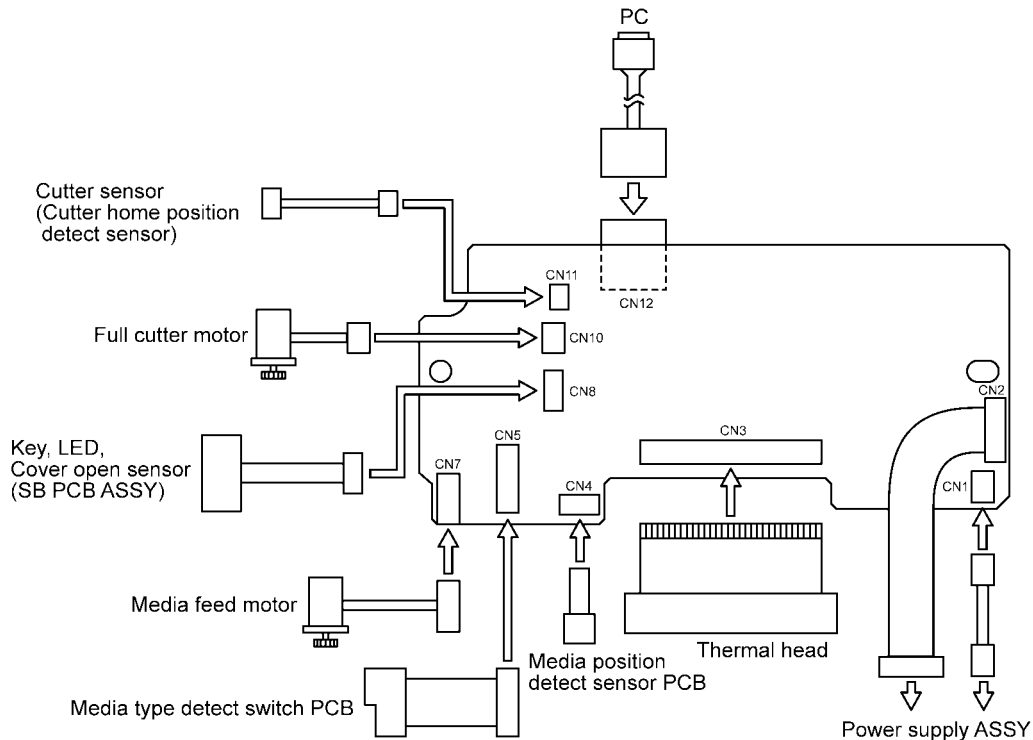 PC
Cutter sensor
(Cutter home position
detect sensor)
CN11
CN12
Full cutter motor
CN10
CN8
CN2
Key, LED,
Cover open sensor
(SB PCB ASSY)
CN7
CN5
CN4
CN3
CN1
Media feed motor
Media position
detect sensor PCB
Thermal head
Media type detect switch PCB
Power supply ASSY